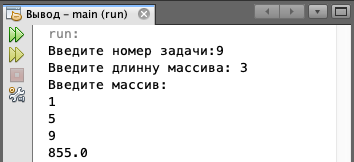 Вывод – main (run)
run:
Введите номер задачи:9
Введите длинну массива: 3
Введите массив:
1
5
9
855.0